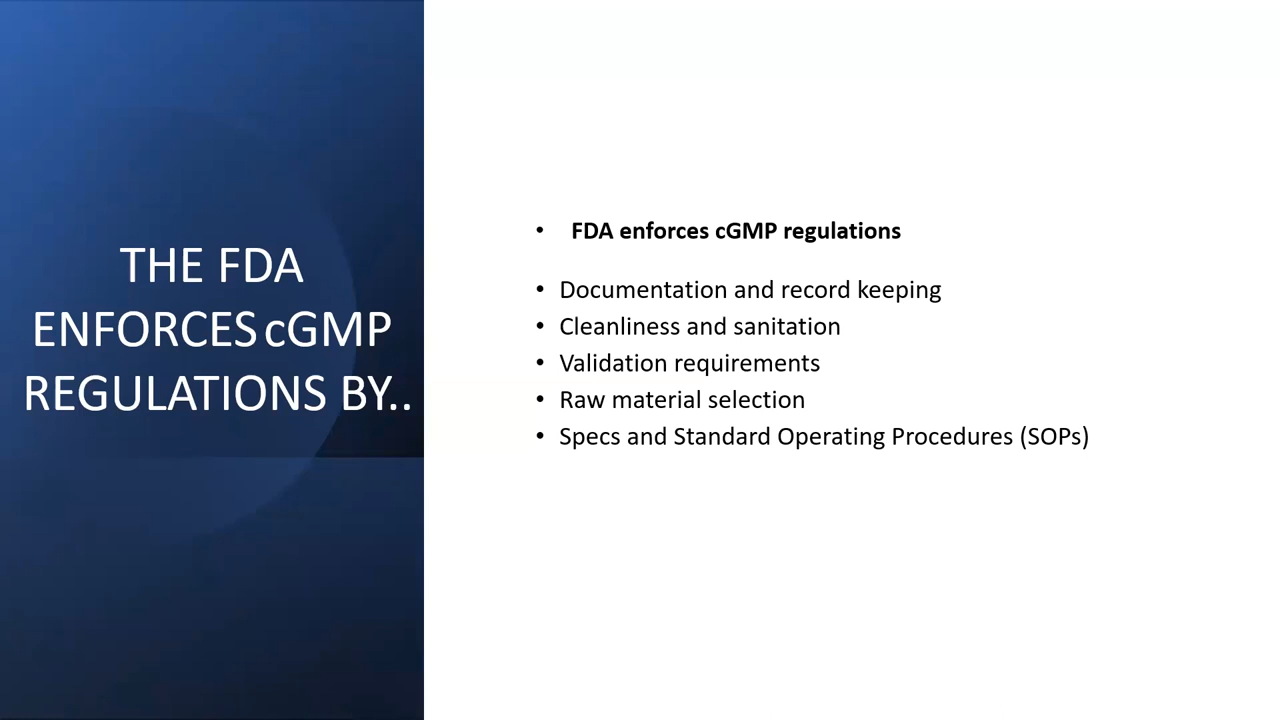 THE FDA
ENFORCES cGMP
REGULATIONS BY..
• FDA enforces cGMP regulations
• Documentation and record keeping
• Cleanliness and sanitation
• Validation requirements
• Raw material selection
• Specs and Standard Operating Procedures (SOPs)